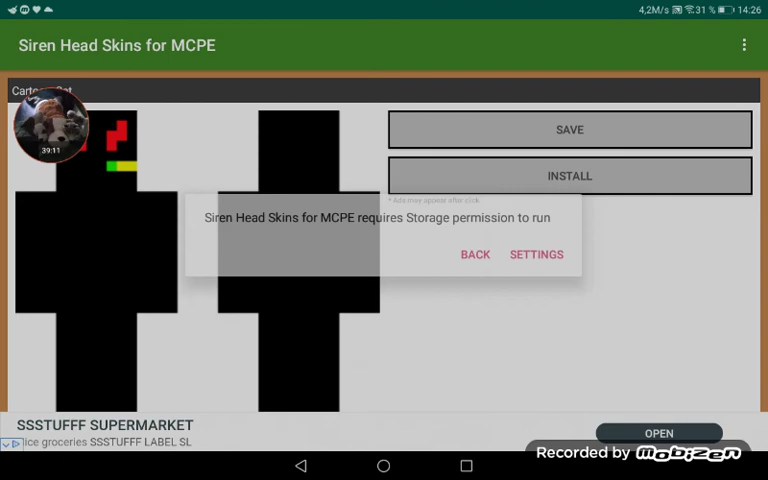 4,2M/s 31 % 14:26
Siren Head Skins for MCPE
39:11
SAVE
INSTALL
* Ads may appear after click
Siren Head Skins for MCPE requires Storage permission to run
BACK SETTINGS
SSSTUFFF SUPERMARKET
ice groceries SSSTUFFF LABEL SL
OPEN
Recorded by mobizen